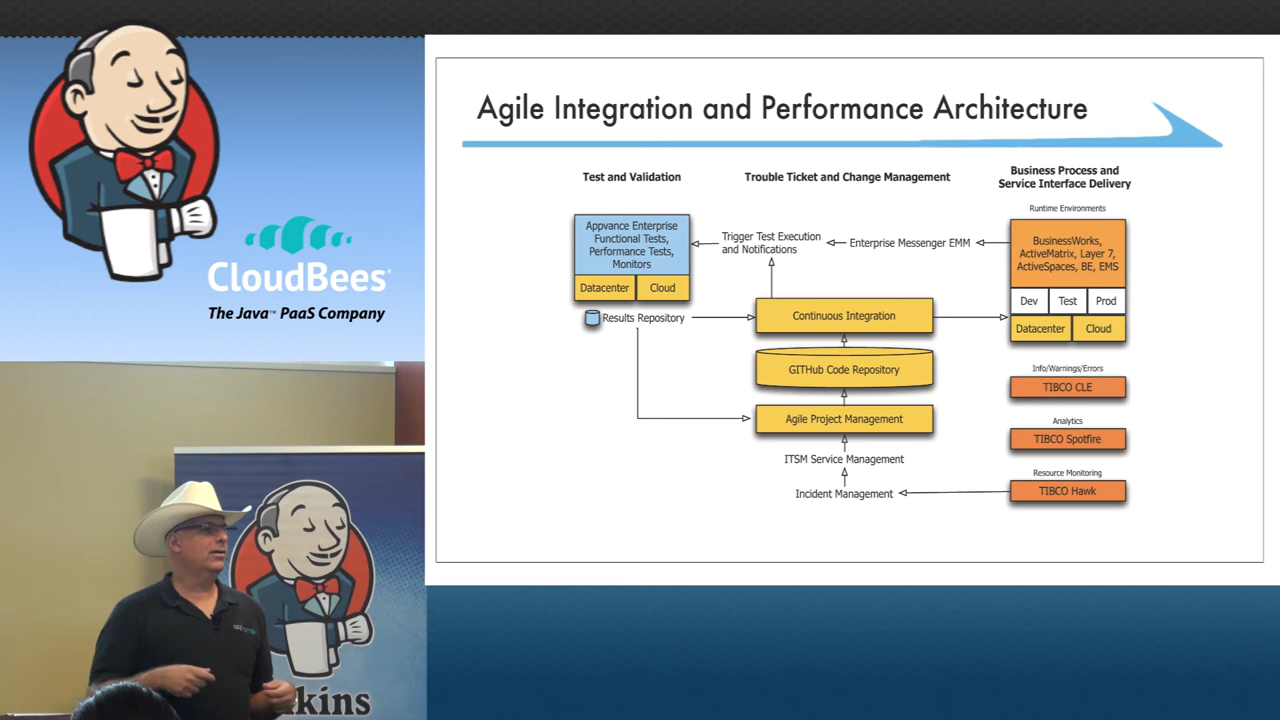 CloudBees
The Java™ PaaS Company
Agile Integration and Performance Architecture
Test and Validation
Trouble Ticket and Change Management
Business Process and
Service Interface Delivery
Runtime Environments
Appvance Enterprise
Functional Tests,
Performance Tests,
Monitors
Datacenter
Cloud
Results Repository
Trigger Test Execution
and Notifications
Enterprise Messenger EMM
BusinessWorks,
ActiveMatrix, Layer 7,
ActiveSpaces, BE, EMS
Dev
Test
Prod
Datacenter
Cloud
Continuous Integration
GITHub Code Repository
Agile Project Management
ITSM Service Management
Incident Management
Info/Warnings/Errors
TIBCO CLE
Analytics
TIBCO Spotfire
Resource Monitoring
TIBCO Hawk
kins